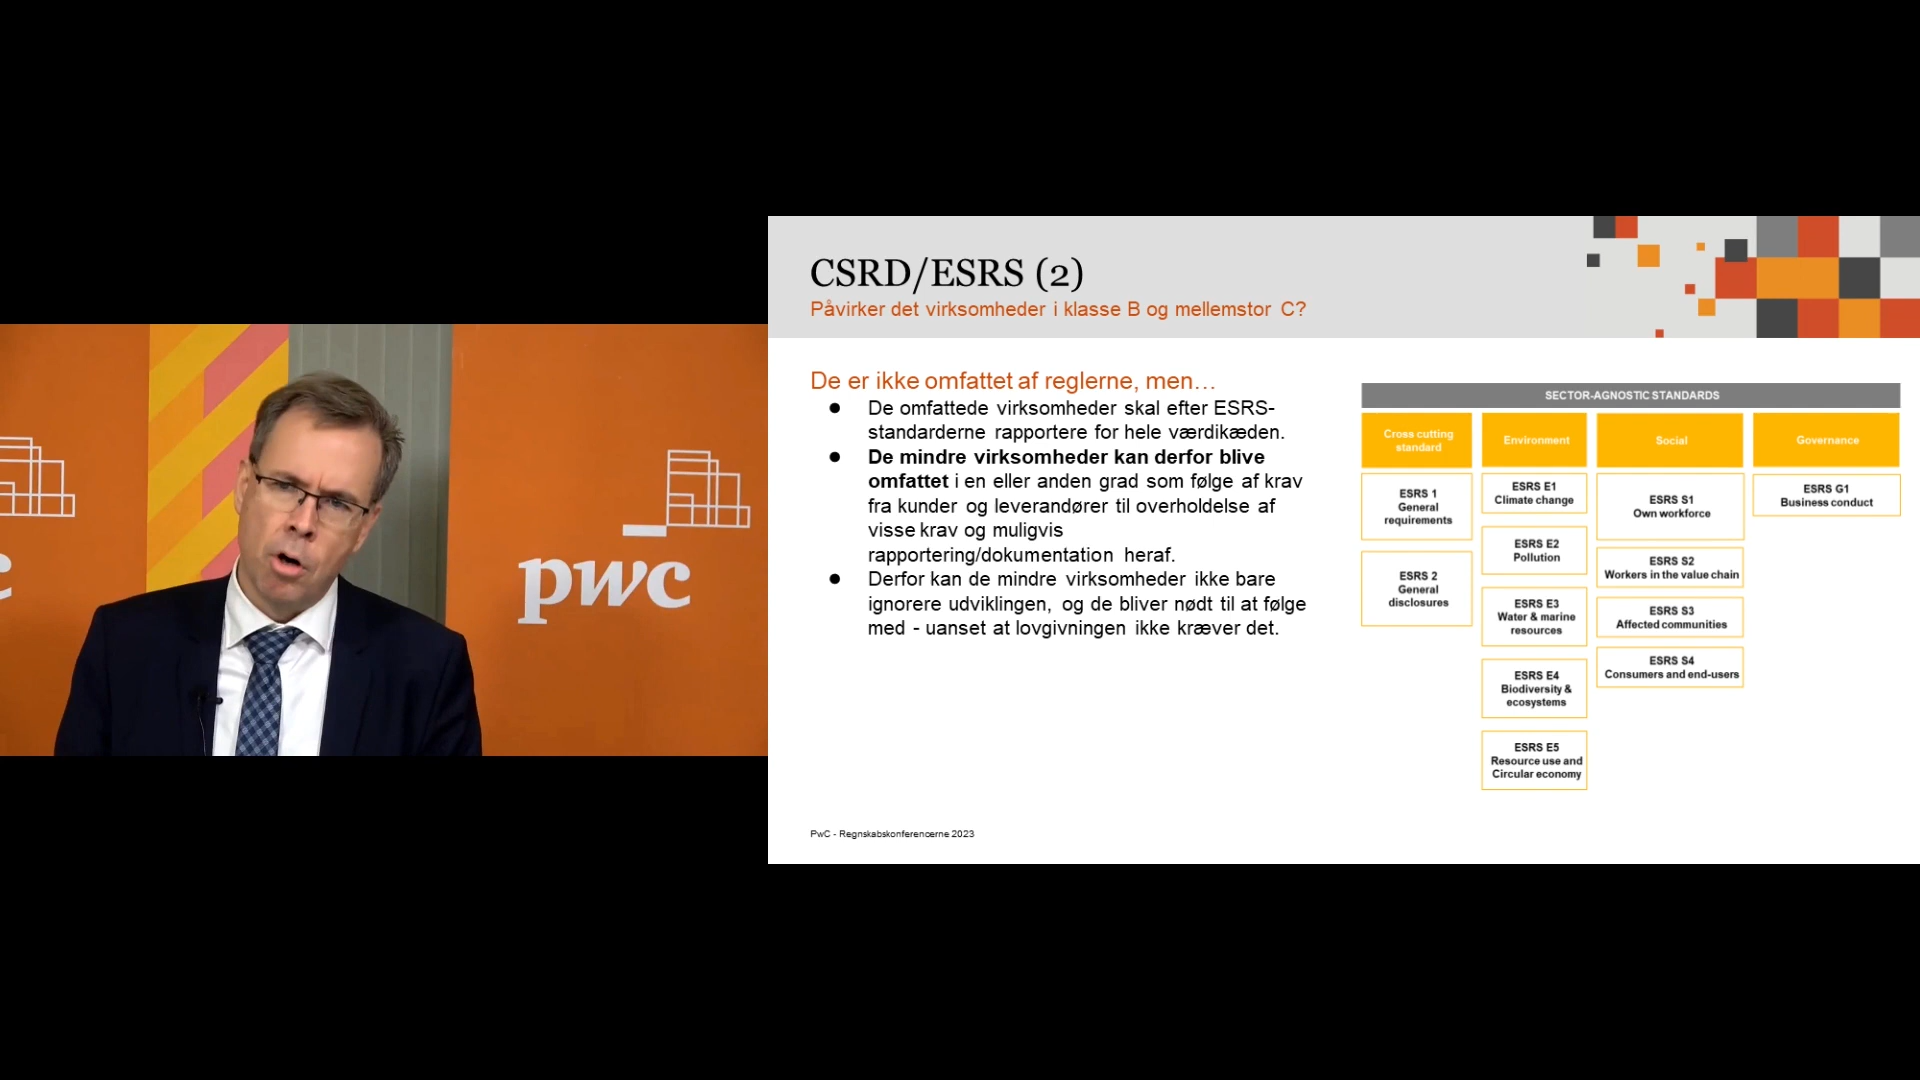 pwc
CSRD/ESRS (2)
Påvirker det virksomheder i klasse B og mellemstor C?
De er ikke omfattet af reglerne, men…
● De omfattede virksomheder skal efter ESRS-
standarderne rapportere for hele værdikæden.
● De mindre virksomheder kan derfor blive
omfattet i en eller anden grad som følge af krav
fra kunder og leverandører til overholdelse af
visse krav og muligvis
rapportering/dokumentation heraf.
● Derfor kan de mindre virksomheder ikke bare
ignorere udviklingen, og de bliver nødt til at følge
med - uanset at lovgivningen ikke kræver det.
SECTOR-AGNOSTIC STANDARDS
Cross cutting
standard
ESRS 1
General
requirements
ESRS 2
General
disclosures
Environment
ESRS E1
Climate change
ESRS E2
Pollution
ESRS E3
Water & marine
resources
ESRS E4
Biodiversity &
ecosystems
ESRS E5
Resource use and
Circular economy
Social
ESRS S1
Own workforce
ESRS S2
Workers in the value chain
ESRS S3
Affected communities
ESRS S4
Consumers and end-users
Governance
ESRS G1
Business conduct
PwC - Regnskabskonferencerne 2023